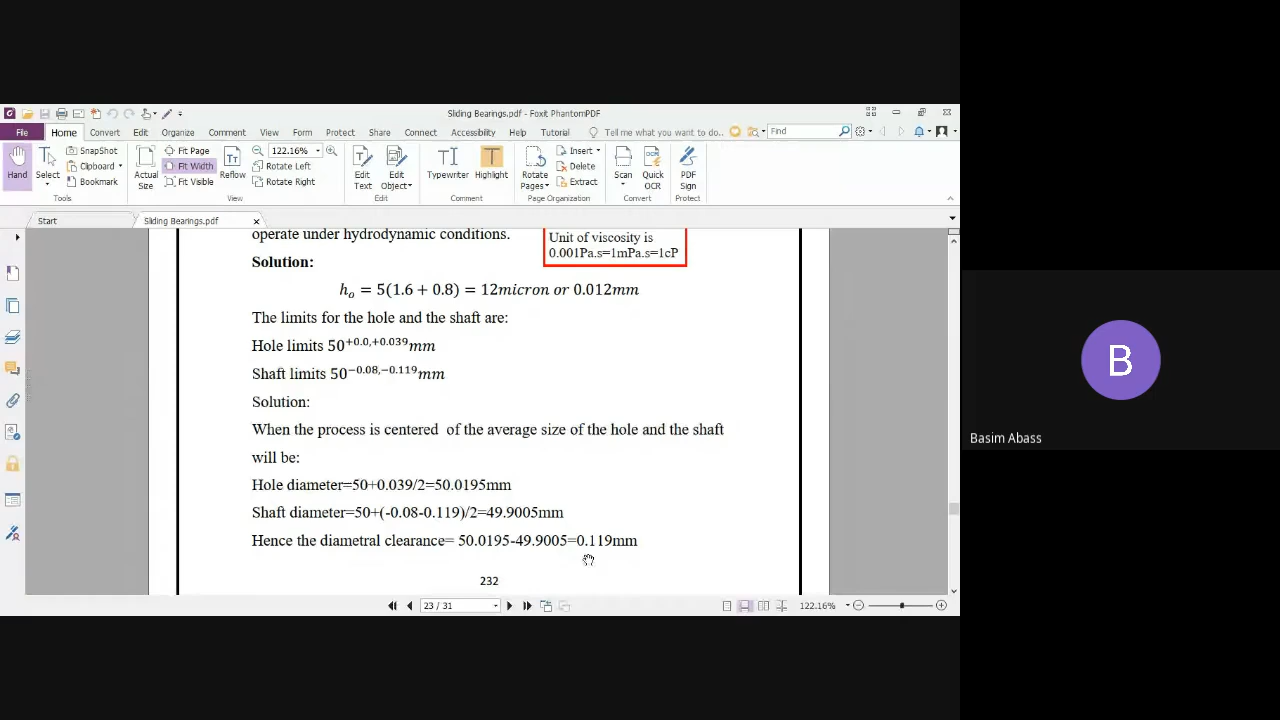 Sliding Bearings.pdf - Foxit PhantomPDF
File Home Convert Edit Organize Comment View Form Protect Share Connect Accessibility Help Tutorial Tell me what you want to do.. Find
Hand
Select
SnapShot
Clipboard
Bookmark
Tools
Actual Size
Fit Page
Fit Width
Fit Visible
Reflow
122.16%
Rotate Left
Rotate Right
View
Edit Text
Edit Object
Edit
Typewriter
Highlight
Comment
Rotate Pages
Insert
Delete
Extract
Page Organization
Scan
Quick OCR
Convert
PDF Sign
Protect
Start
Sliding Bearings.pdf
operate under hydrodynamic conditions.
Unit of viscosity is
0.001Pa.s=1mPa.s=1cP
Solution:
hₒ = 5(1.6 + 0.8) = 12micron or 0.012mm
The limits for the hole and the shaft are:
Hole limits 50^+0.0,+0.039 mm
Shaft limits 50^−0.08,−0.119 mm
Solution:
When the process is centered of the average size of the hole and the shaft
will be:
Hole diameter=50+0.039/2=50.0195mm
Shaft diameter=50+(-0.08-0.119)/2=49.9005mm
Hence the diametral clearance= 50.0195-49.9005=0.119mm
232
23 / 31
122.16%
B
Basim Abass